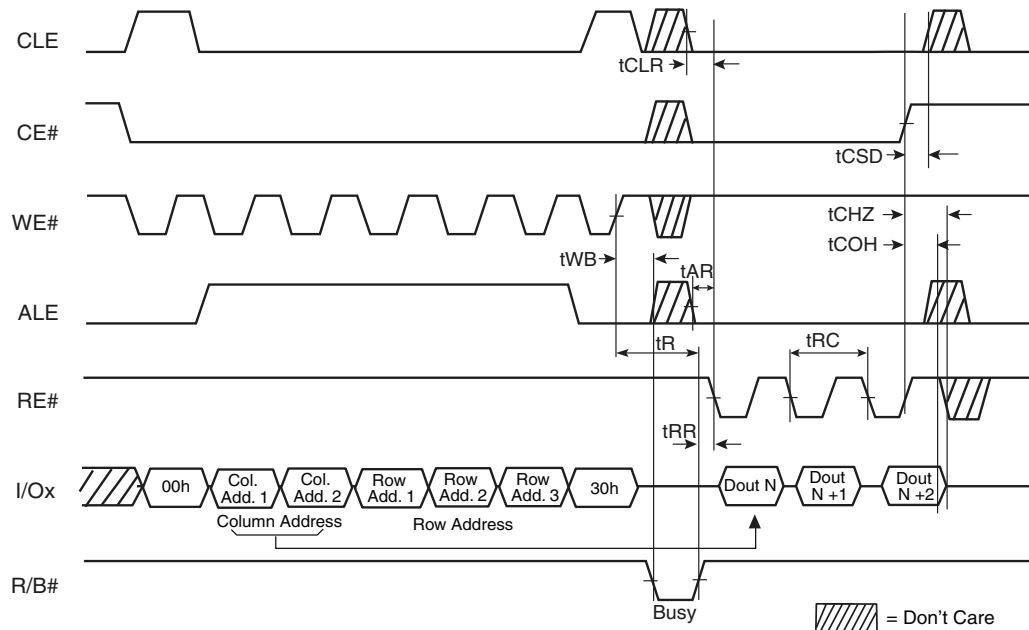 CLE
tCLR
CE#
tCSD
WE#
tCHZ
tCOH
tWB
tAR
ALE
tR
tRC
RE#
tRR
I/Ox
00h
Col. Add. 1
Col. Add. 2
Row Add. 1
Row Add. 2
Row Add. 3
30h
Dout N
Dout N +1
Dout N +2
Column Address
Row Address
R/B#
Busy
= Don't Care